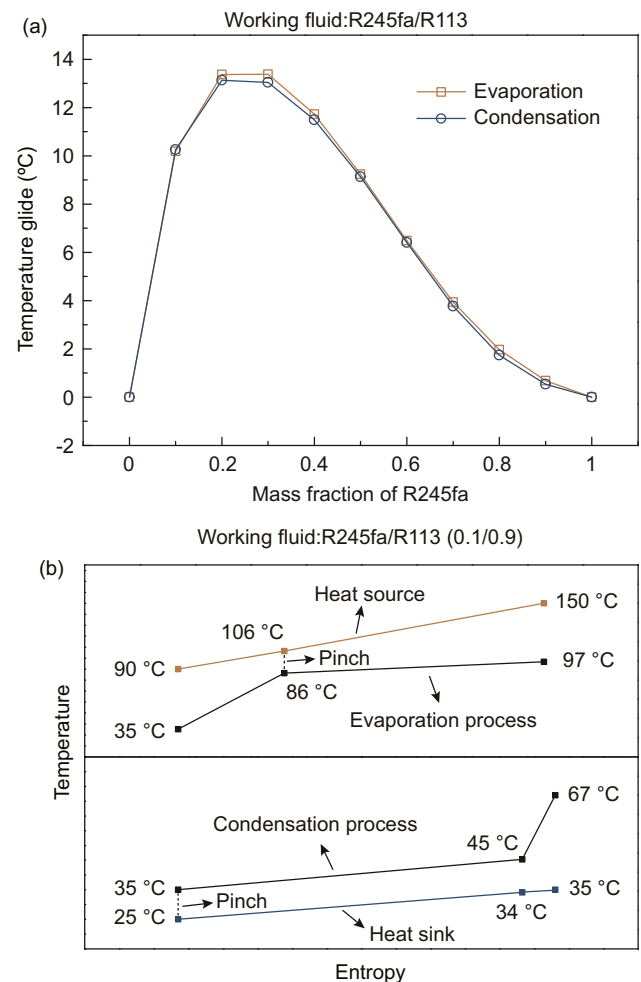 Working fluid:R245fa/R113
(a)
14
12
10
8
6
4
2
0
-2
Temperature glide (ºC)
Evaporation
Condensation
0 0.2 0.4 0.6 0.8 1
Mass fraction of R245fa
Working fluid:R245fa/R113 (0.1/0.9)
(b)
Heat source
150 °C
106 °C
Pinch
90 °C
97 °C
86 °C
Evaporation process
35 °C
Temperature
67 °C
Condensation process
45 °C
35 °C
35 °C
Pinch
25 °C
34 °C
Heat sink
Entropy